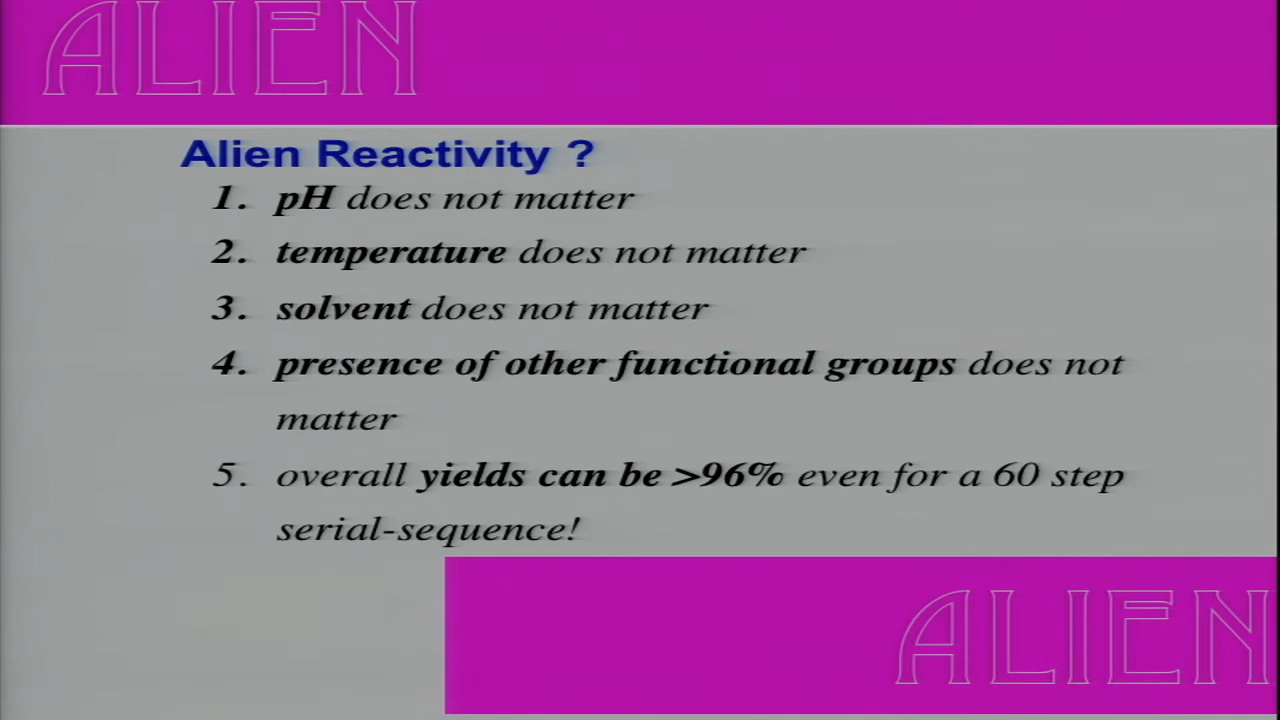 ALIEN
Alien Reactivity ?
1. pH does not matter
2. temperature does not matter
3. solvent does not matter
4. presence of other functional groups does not
matter
5. overall yields can be >96% even for a 60 step
serial-sequence!
ALIEN